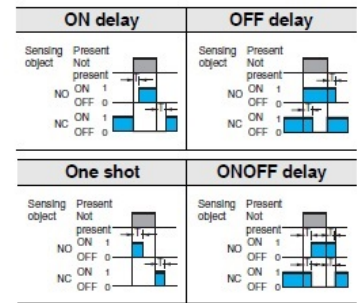 ON delay
Sensing object Present
Not present
T
NO ON 1
OFF 0
T
NC ON 1
OFF 0
OFF delay
Sensing object Present
Not present
T
NO ON 1
OFF 0
T
NC ON 1
OFF 0
One shot
Sensing object Present
Not present
T
NO ON 1
OFF 0
T
NC ON 1
OFF 0
ONOFF delay
Sensing object Present
Not present
T T
NO ON 1
OFF 0
T T
NC ON 1
OFF 0